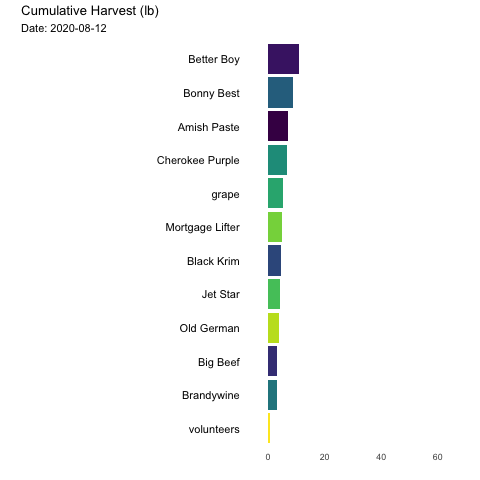 Cumulative Harvest (lb)
Date: 2020-08-12
Better Boy
Bonny Best
Amish Paste
Cherokee Purple
grape
Mortgage Lifter
Black Krim
Jet Star
Old German
Big Beef
Brandywine
volunteers
0 20 40 60